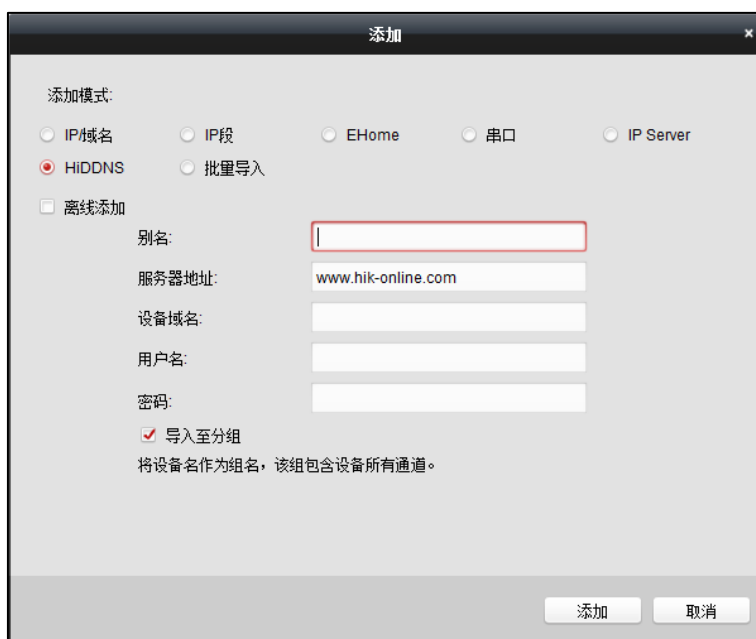 添加
添加模式:
IP/域名 IP段 EHome 串口 IP Server
HiDDNS 批量导入
离线添加
别名:
服务器地址: www.hik-online.com
设备域名:
用户名:
密码:
导入至分组
将设备名作为组名，该组包含设备所有通道。
添加 取消